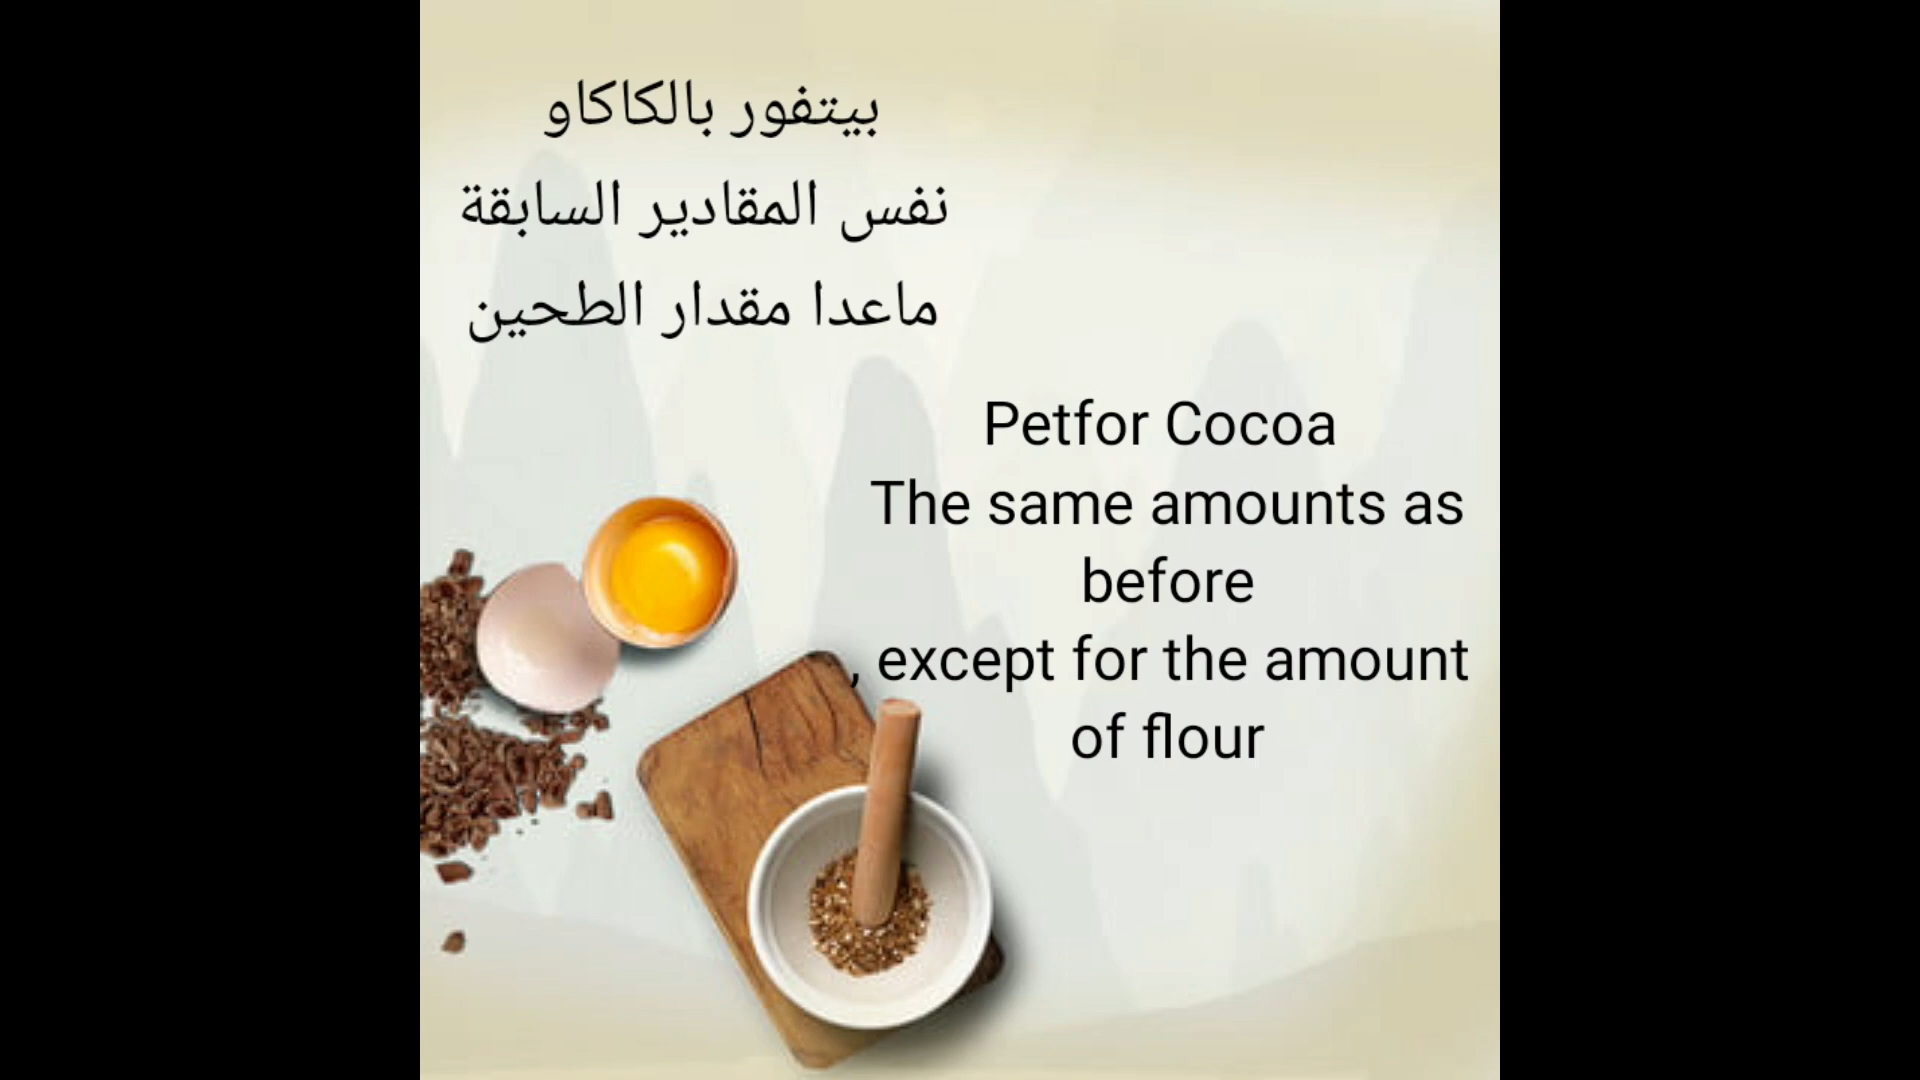 بيتفور بالكاكاو
نفس المقادير السابقة
ماعدا مقدار الطحين
Petfor Cocoa
The same amounts as
before
, except for the amount
of flour